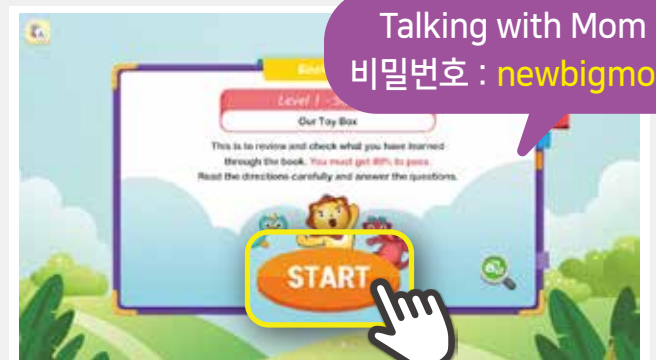 Talking with Mom
비밀번호 : newbigmo
Level 1
Our Toy Box
This is to review and check what you have learned
through the book. You must get 80% to pass.
Read the directions carefully and answer the questions.
START